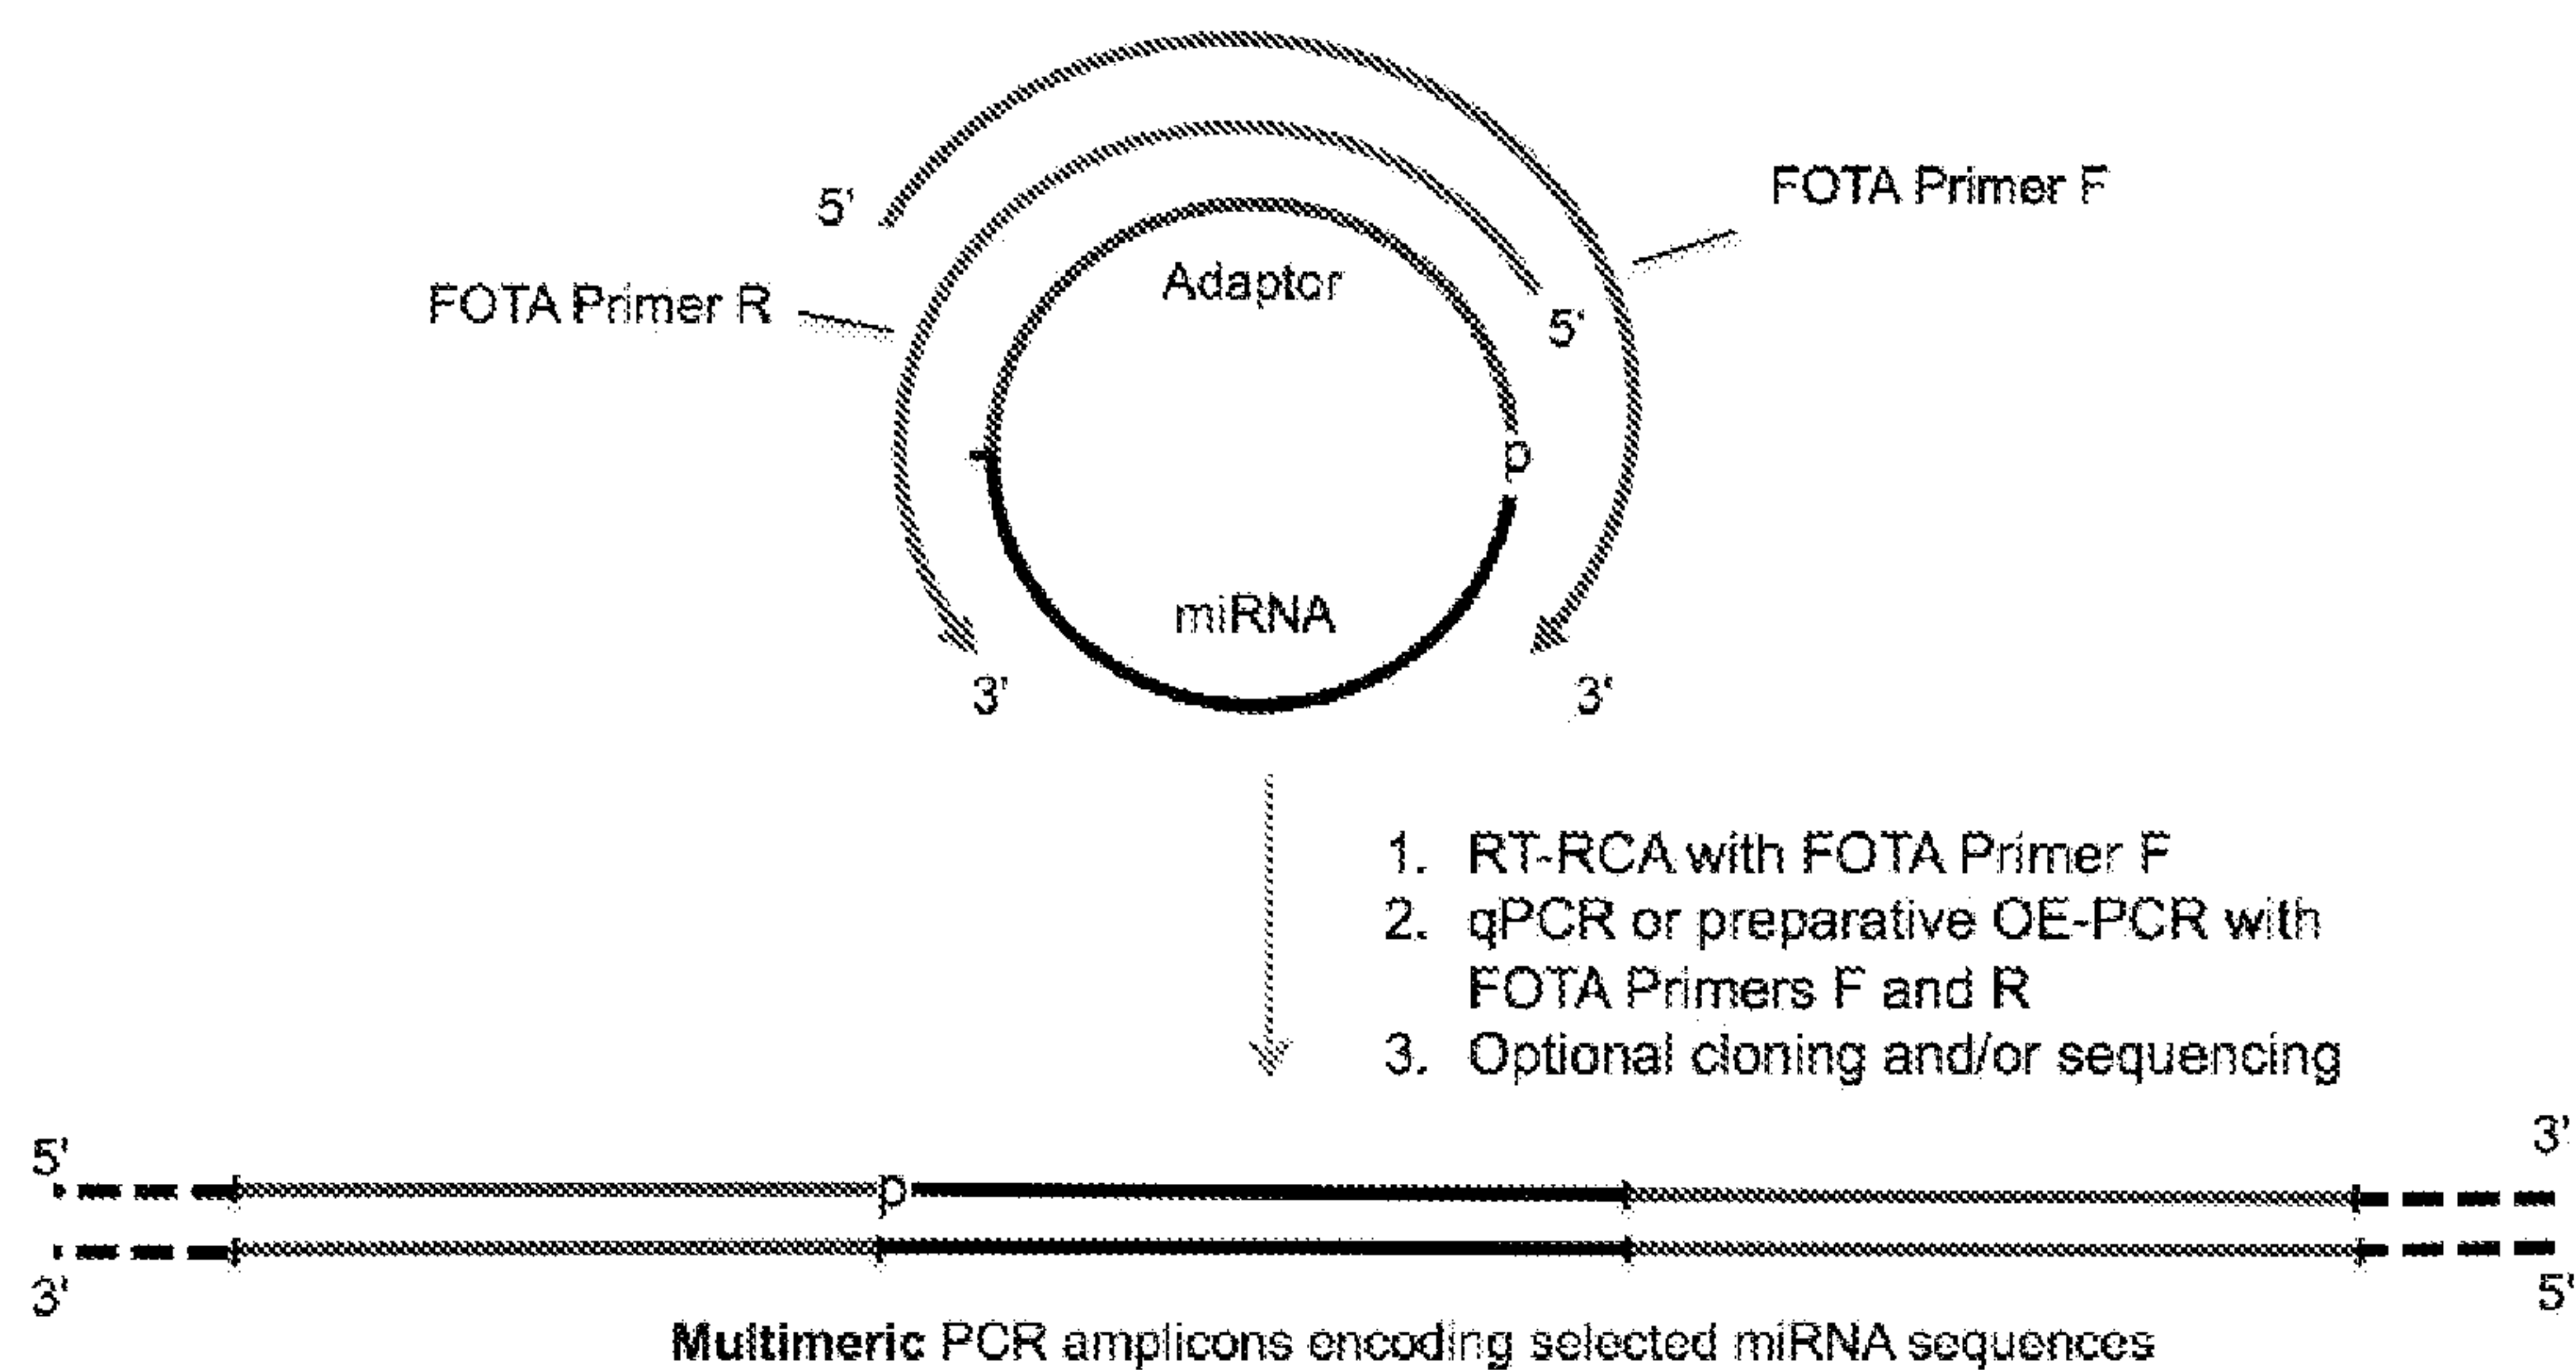 FOTA Primer F
5'
FOTA Primer R
Adaptor
5'
p
miRNA
3'
3'
1. RT-RCA with FOTA Primer F
2. qPCR or preparative OE-PCR with
FOTA Primers F and R
3. Optional cloning and/or sequencing
5'
3'
p
3'
5'
Multimeric PCR amplicons encoding selected miRNA sequences